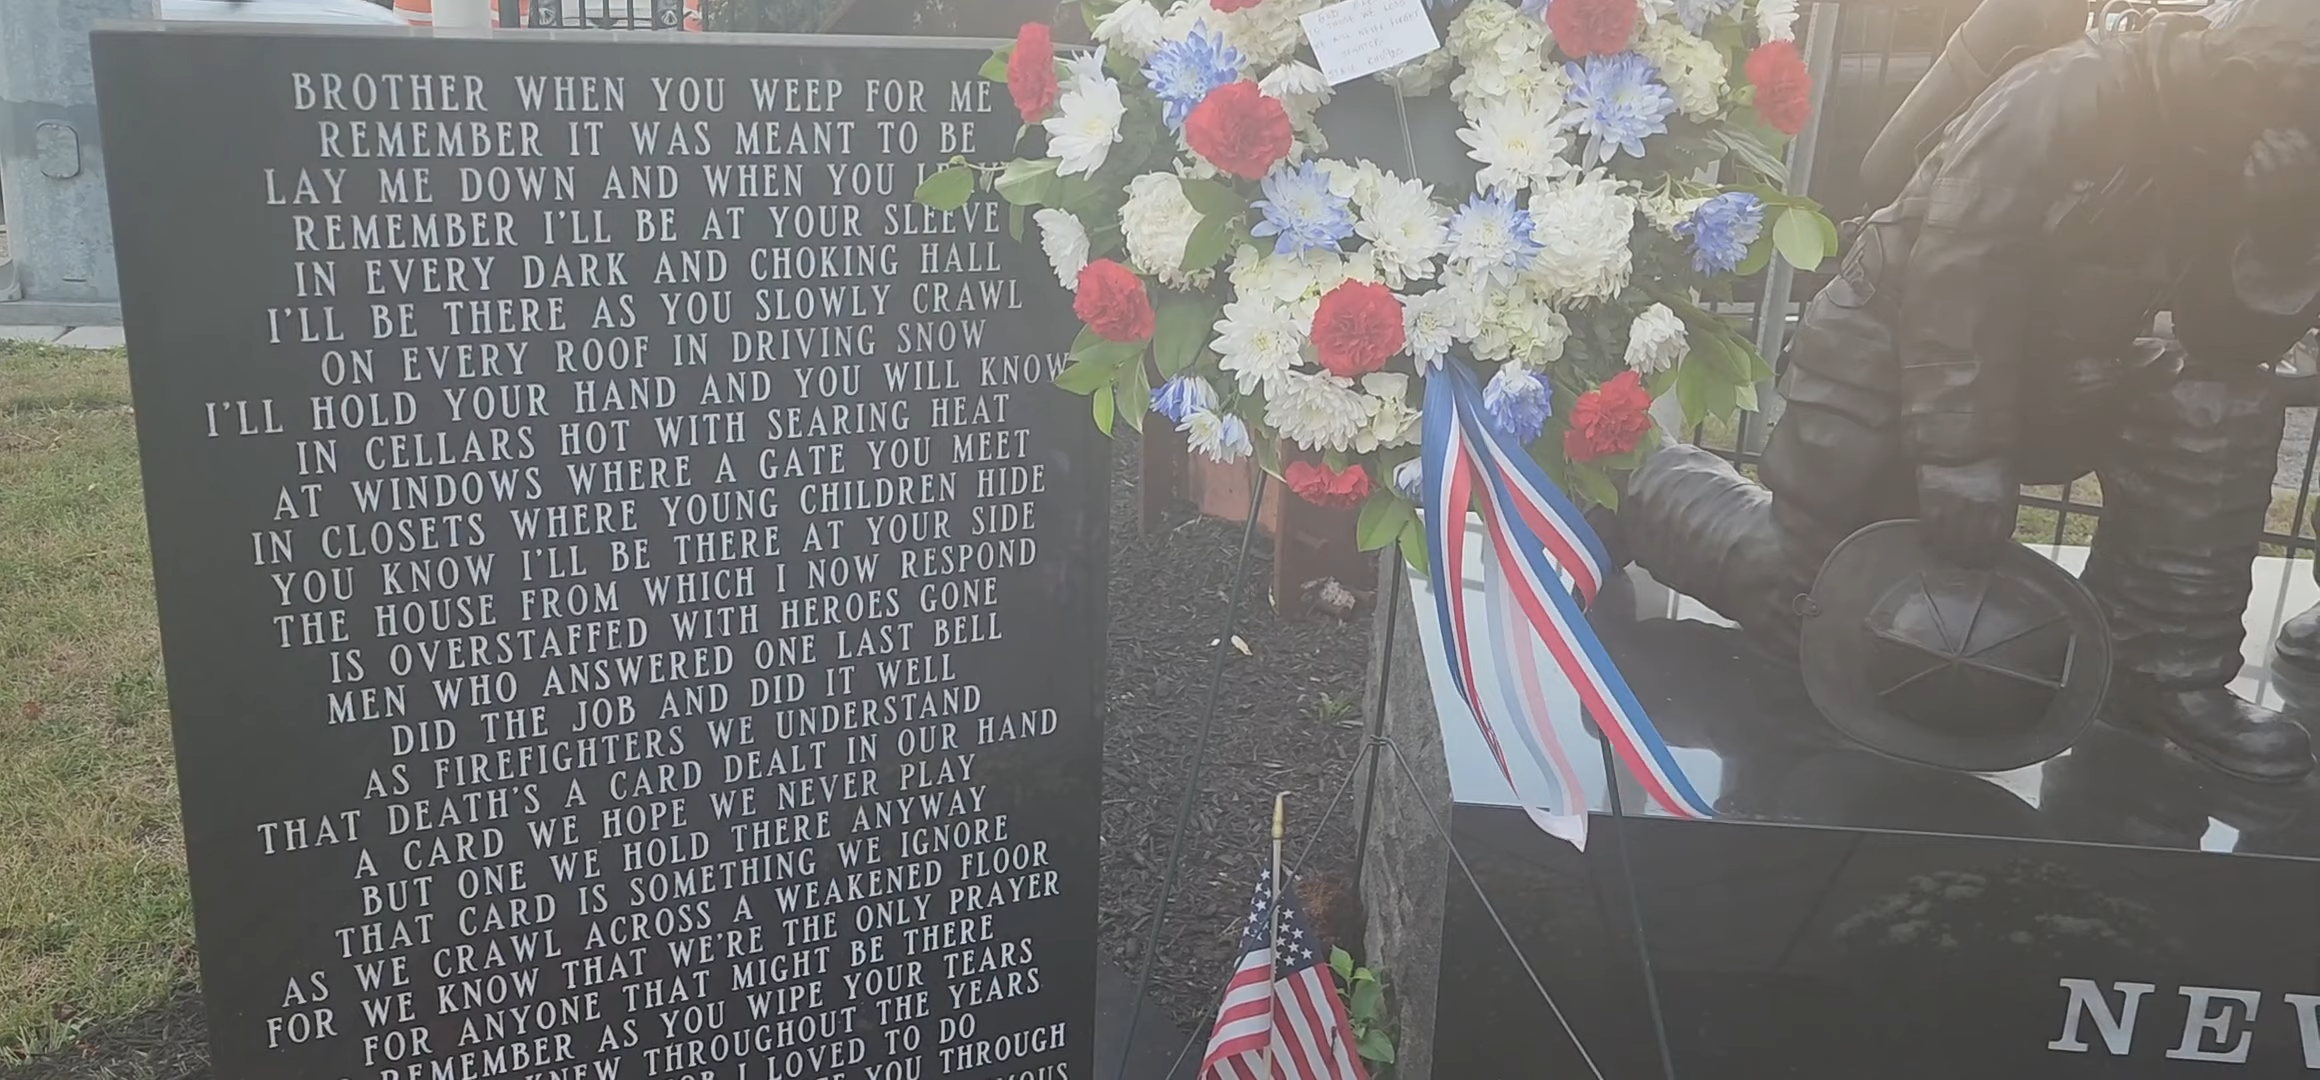 BROTHER WHEN YOU WEEP FOR ME
REMEMBER IT WAS MEANT TO BE
LAY ME DOWN AND WHEN YOU
REMEMBER I'LL BE AT YOUR SLEEVE
IN EVERY DARK AND CHOKING HALL
I'LL BE THERE AS YOU SLOWLY CRAWL
ON EVERY ROOF IN DRIVING SNOW
I'LL HOLD YOUR HAND AND YOU WILL KNOW
IN CELLARS HOT WITH SEARING HEAT
AT WINDOWS WHERE A GATE YOU MEET
IN CLOSETS WHERE YOUNG CHILDREN HIDE
YOU KNOW I'LL BE THERE AT YOUR SIDE
THE HOUSE FROM WHICH I NOW RESPOND
IS OVERSTAFFED WITH HEROES GONE
MEN WHO ANSWERED ONE LAST BELL
DID THE JOB AND DID IT WELL
AS FIREFIGHTERS WE UNDERSTAND
THAT DEATH'S A CARD DEALT IN OUR HAND
A CARD WE HOPE WE NEVER PLAY
BUT ONE WE HOLD THERE ANYWAY
THAT CARD IS SOMETHING WE IGNORE
AS WE CRAWL ACROSS A WEAKENED FLOOR
FOR WE KNOW THAT WE'RE THE ONLY PRAYER
FOR ANYONE THAT MIGHT BE THERE
REMEMBER AS YOU WIPE YOUR TEARS
KNEW THROUGHOUT THE YEARS
I LOVED TO DO
YOU THROUGH
GOD